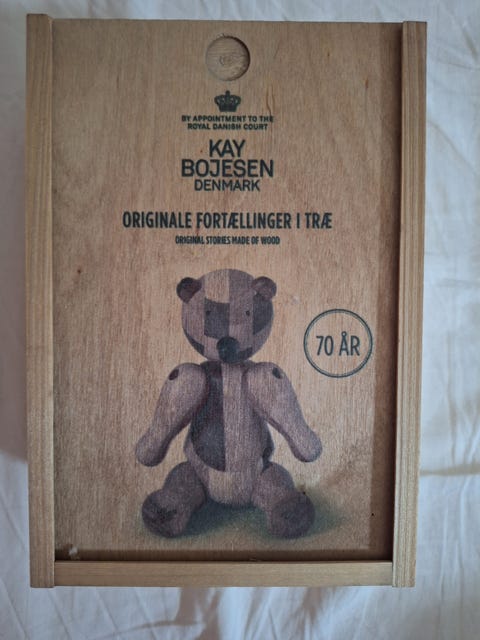 BY APPOINTMENT TO THE
ROYAL DANISH COURT
KAY
BOJESEN
DENMARK
ORIGINALE FORTÆLLINGER I TRÆ
ORIGINAL STORIES MADE OF WOOD
70 ÅR